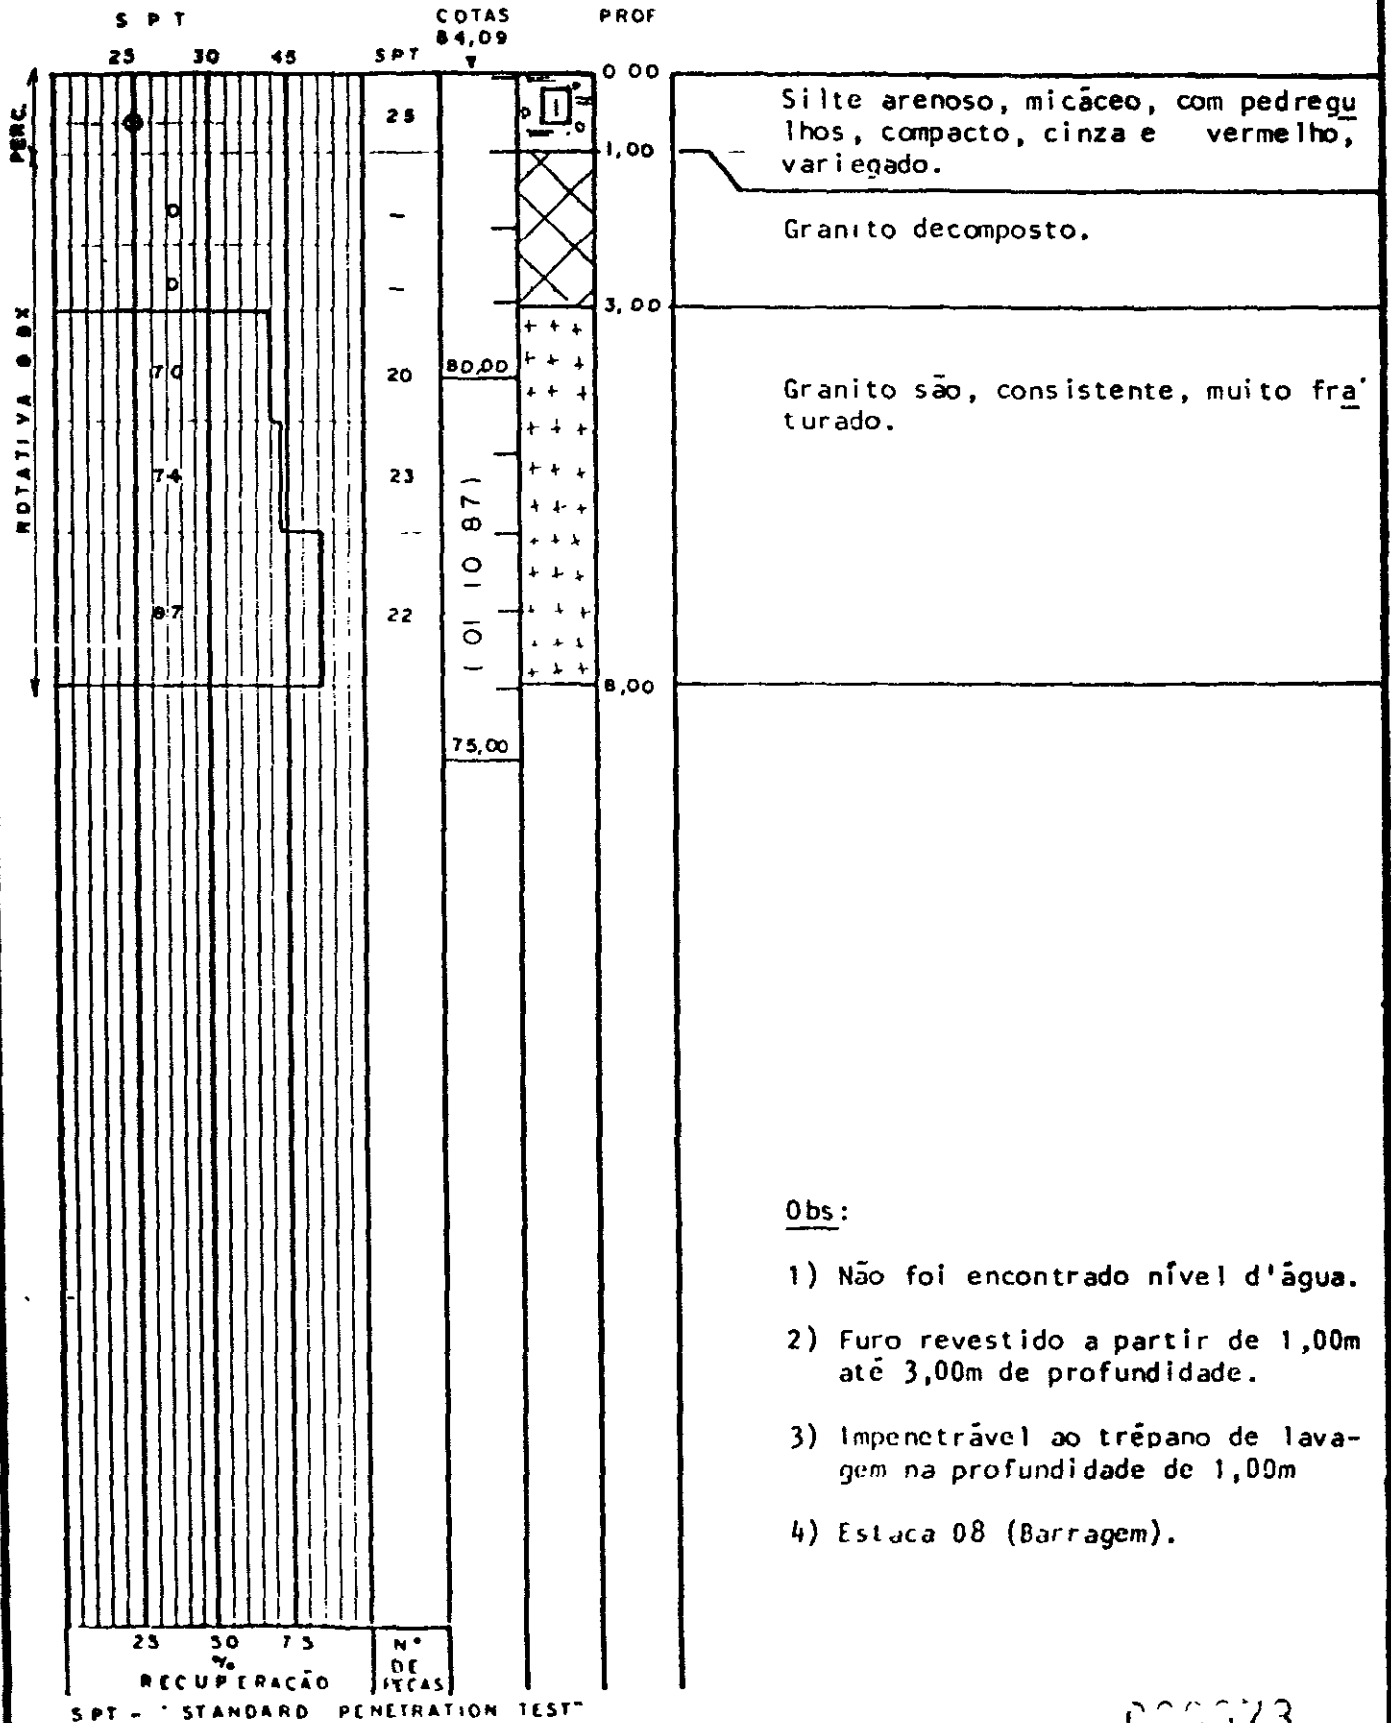 S P T
COTAS
PROF
84,09
25 30 45
SPT
0 00
PERC.
25
1
Silte arenoso, micáceo, com pedregu
lhos, compacto, cinza e vermelho,
variegado.
1,00
-
Granito decomposto.
-
3,00
ROTATIVA Ø BX
70
20
80,00
Granito são, consistente, muito fra
turado.
74
23
( 01 10 87 )
87
22
8,00
75,00
Obs:
1) Não foi encontrado nível d'água.
2) Furo revestido a partir de 1,00m
até 3,00m de profundidade.
3) Impenetrável ao trépano de lava-
gem na profundidade de 1,00m
4) Estaca 08 (Barragem).
25 50 75
%
RECUPERAÇÃO
N°
DE
PEÇAS
SPT - "STANDARD PENETRATION TEST"